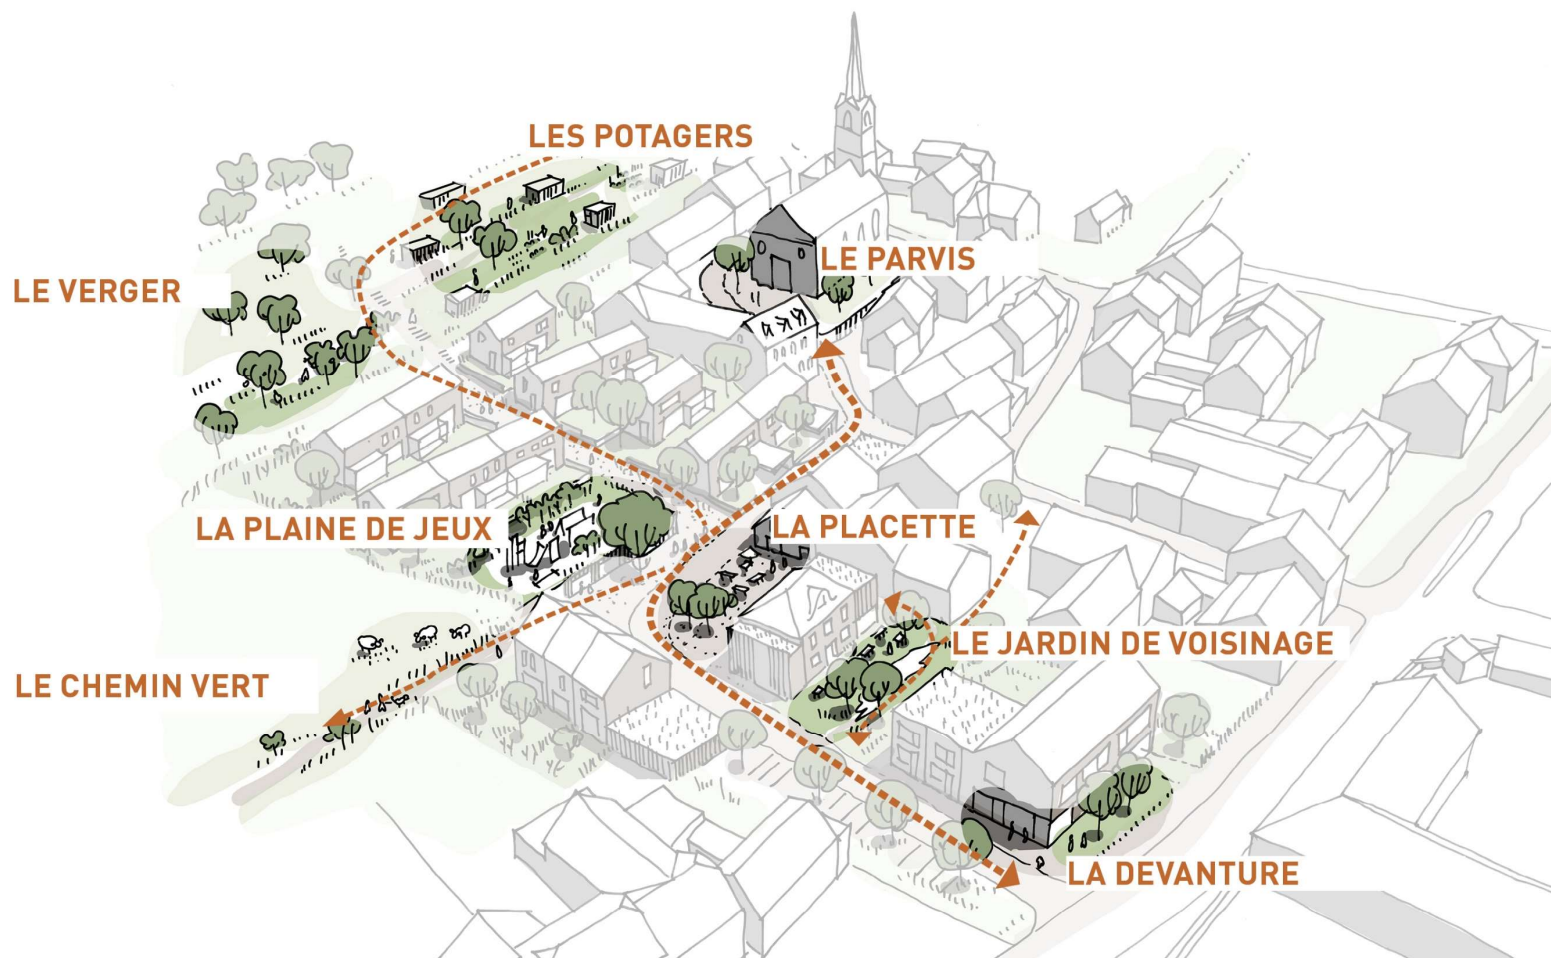 LES POTAGERS
LE PARVIS
LE VERGER
LA PLAINE DE JEUX
LA PLACETTE
LE JARDIN DE VOISINAGE
LE CHEMIN VERT
LA DEVANTURE